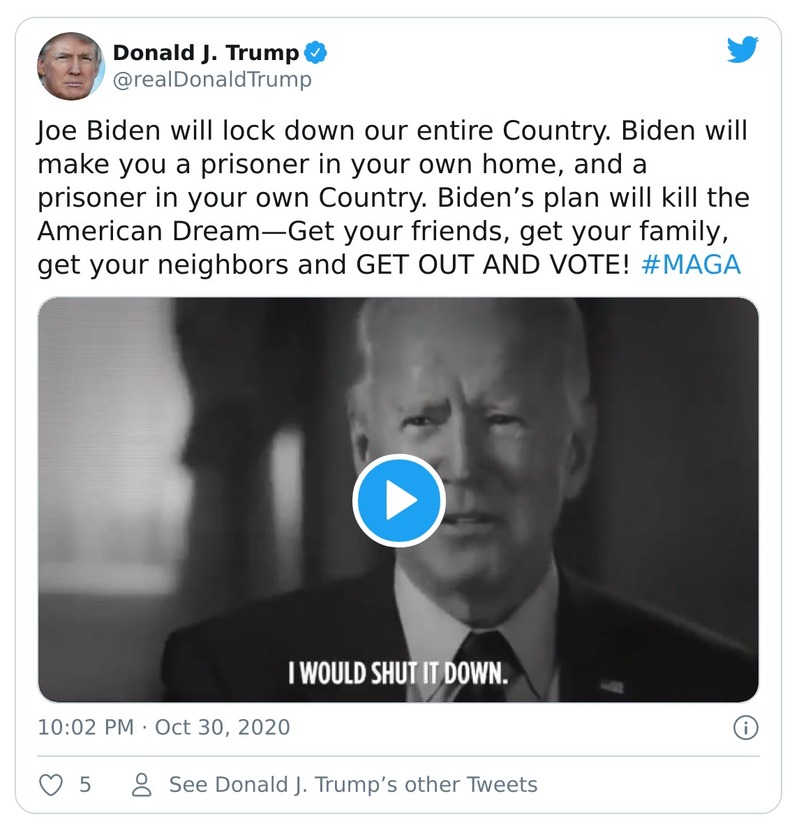 Donald J. Trump
@realDonaldTrump
Joe Biden will lock down our entire Country. Biden will
make you a prisoner in your own home, and a
prisoner in your own Country. Biden’s plan will kill the
American Dream—Get your friends, get your family,
get your neighbors and GET OUT AND VOTE! #MAGA
I WOULD SHUT IT DOWN.
10:02 PM · Oct 30, 2020
5
See Donald J. Trump’s other Tweets